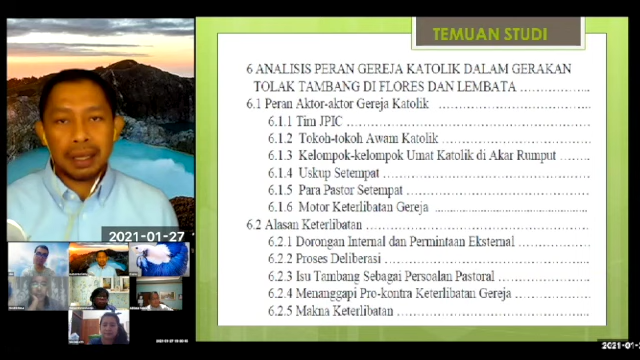 TEMUAN STUDI
6 ANALISIS PERAN GEREJA KATOLIK DALAM GERAKAN
TOLAK TAMBANG DI FLORES DAN LEMBATA ..................
6.1 Peran Aktor-aktor Gereja Katolik ......................................
6.1.1 Tim JPIC ...............................................................
6.1.2 Tokoh-tokoh Awam Katolik ......................................
6.1.3 Kelompok-kelompok Umat Katolik di Akar Rumput ........
6.1.4 Uskup Setempat .....................................................
6.1.5 Para Pastor Setempat ..............................................
6.1.6 Motor Keterlibatan Gereja ........................................
6.2 Alasan Keterlibatan ........................................................
6.2.1 Dorongan Internal dan Permintaan Eksternal ................
6.2.2 Proses Deliberasi ....................................................
6.2.3 Isu Tambang Sebagai Persoalan Pastoral ....................
6.2.4 Menanggapi Pro-kontra Keterlibatan Gereja .................
6.2.5 Makna Keterlibatan .................................................
2021-01-27
2021-01-2